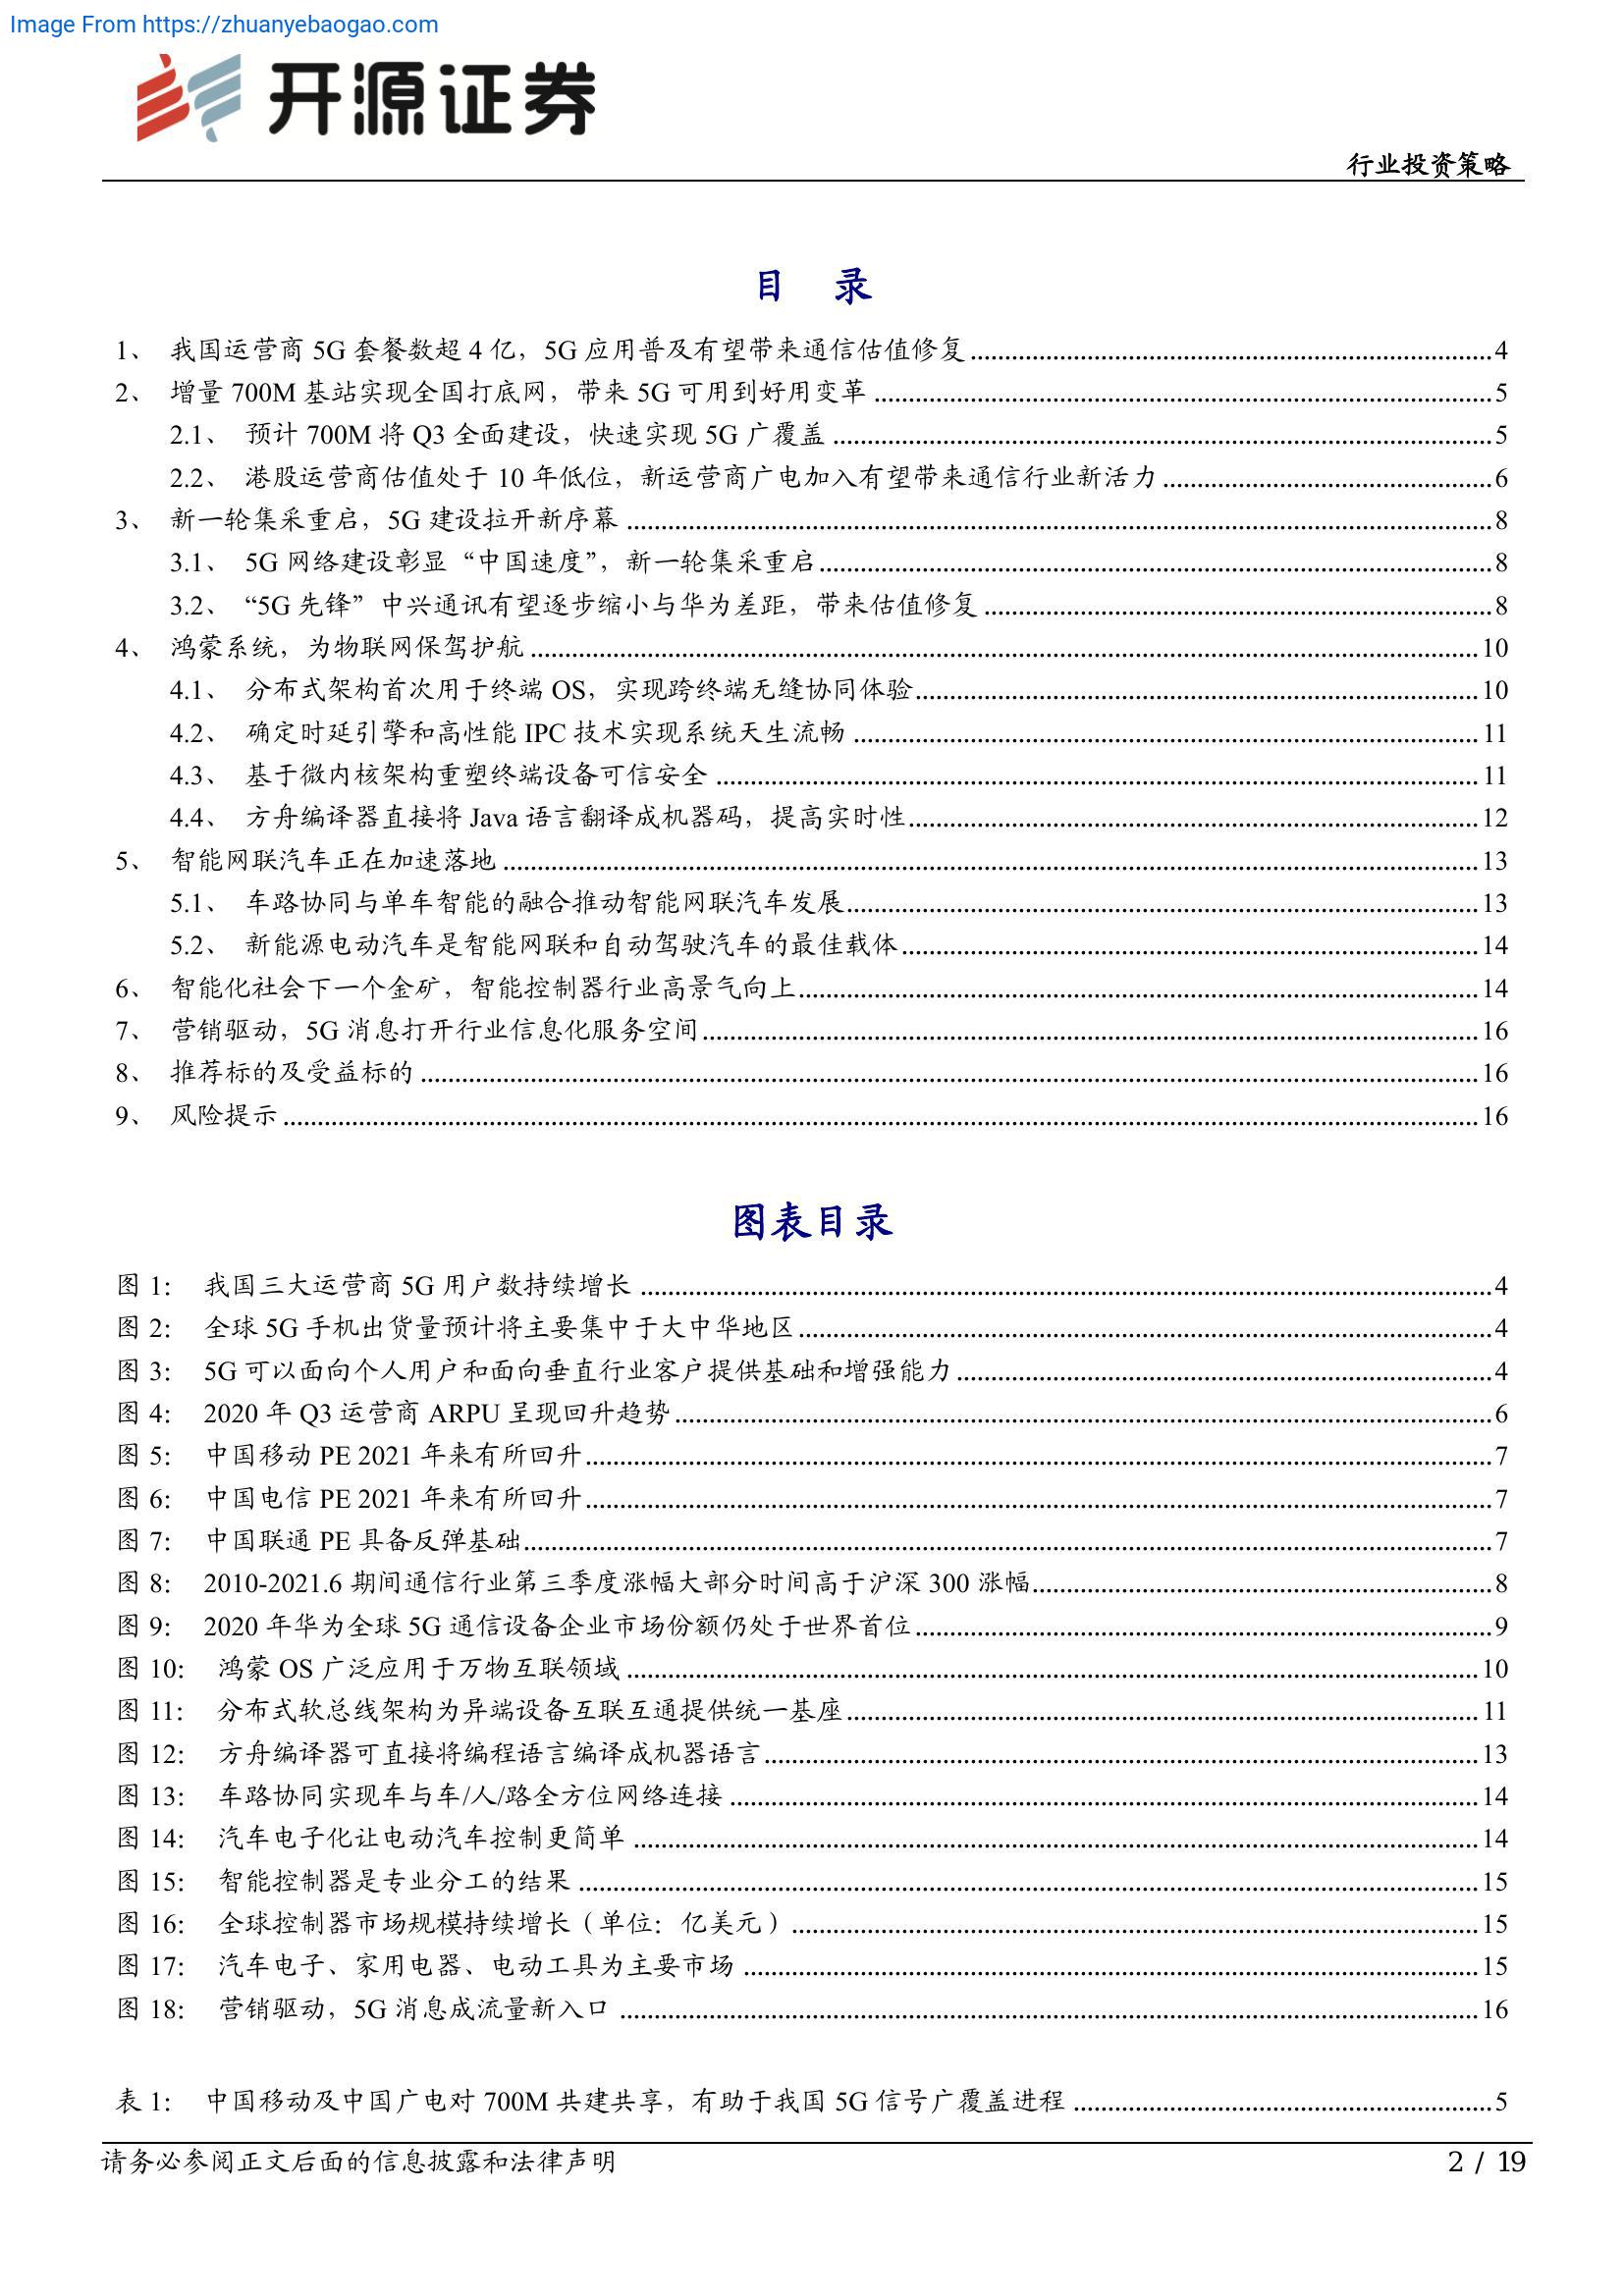 Image From https://zhuanyebaogao.com
开源证券
行业投资策略
目 录
1、 我国运营商 5G 套餐数超 4 亿，5G 应用普及有望带来通信估值修复 4
2、 增量 700M 基站实现全国打底网，带来 5G 可用到好用变革 5
2.1、 预计 700M 将 Q3 全面建设，快速实现 5G 广覆盖 5
2.2、 港股运营商估值处于 10 年低位，新运营商广电加入有望带来通信行业新活力 6
3、 新一轮集采重启，5G 建设拉开新序幕 8
3.1、 5G 网络建设彰显“中国速度”，新一轮集采重启 8
3.2、 “5G 先锋”中兴通讯有望逐步缩小与华为差距，带来估值修复 8
4、 鸿蒙系统，为物联网保驾护航 10
4.1、 分布式架构首次用于终端 OS，实现跨终端无缝协同体验 10
4.2、 确定时延引擎和高性能 IPC 技术实现系统天生流畅 11
4.3、 基于微内核架构重塑终端设备可信安全 11
4.4、 方舟编译器直接将 Java 语言翻译成机器码，提高实时性 12
5、 智能网联汽车正在加速落地 13
5.1、 车路协同与单车智能的融合推动智能网联汽车发展 13
5.2、 新能源电动汽车是智能网联和自动驾驶汽车的最佳载体 14
6、 智能化社会下一个金矿，智能控制器行业高景气向上 14
7、 营销驱动，5G 消息打开行业信息化服务空间 16
8、 推荐标的及受益标的 16
9、 风险提示 16
图表目录
图 1： 我国三大运营商 5G 用户数持续增长 4
图 2： 全球 5G 手机出货量预计将主要集中于大中华地区 4
图 3： 5G 可以面向个人用户和面向垂直行业客户提供基础和增强能力 4
图 4： 2020 年 Q3 运营商 ARPU 呈现回升趋势 6
图 5： 中国移动 PE 2021 年来有所回升 7
图 6： 中国电信 PE 2021 年来有所回升 7
图 7： 中国联通 PE 具备反弹基础 7
图 8： 2010-2021.6 期间通信行业第三季度涨幅大部分时间高于沪深 300 涨幅 8
图 9： 2020 年华为全球 5G 通信设备企业市场份额仍处于世界首位 9
图 10： 鸿蒙 OS 广泛应用于万物互联领域 10
图 11： 分布式软总线架构为异端设备互联互通提供统一基座 11
图 12： 方舟编译器可直接将编程语言编译成机器语言 13
图 13： 车路协同实现车与车/人/路全方位网络连接 14
图 14： 汽车电子化让电动汽车控制更简单 14
图 15： 智能控制器是专业分工的结果 15
图 16： 全球控制器市场规模持续增长（单位：亿美元） 15
图 17： 汽车电子、家用电器、电动工具为主要市场 15
图 18： 营销驱动，5G 消息成流量新入口 16
表 1： 中国移动及中国广电对 700M 共建共享，有助于我国 5G 信号广覆盖进程 5
请务必参阅正文后面的信息披露和法律声明
2 / 19